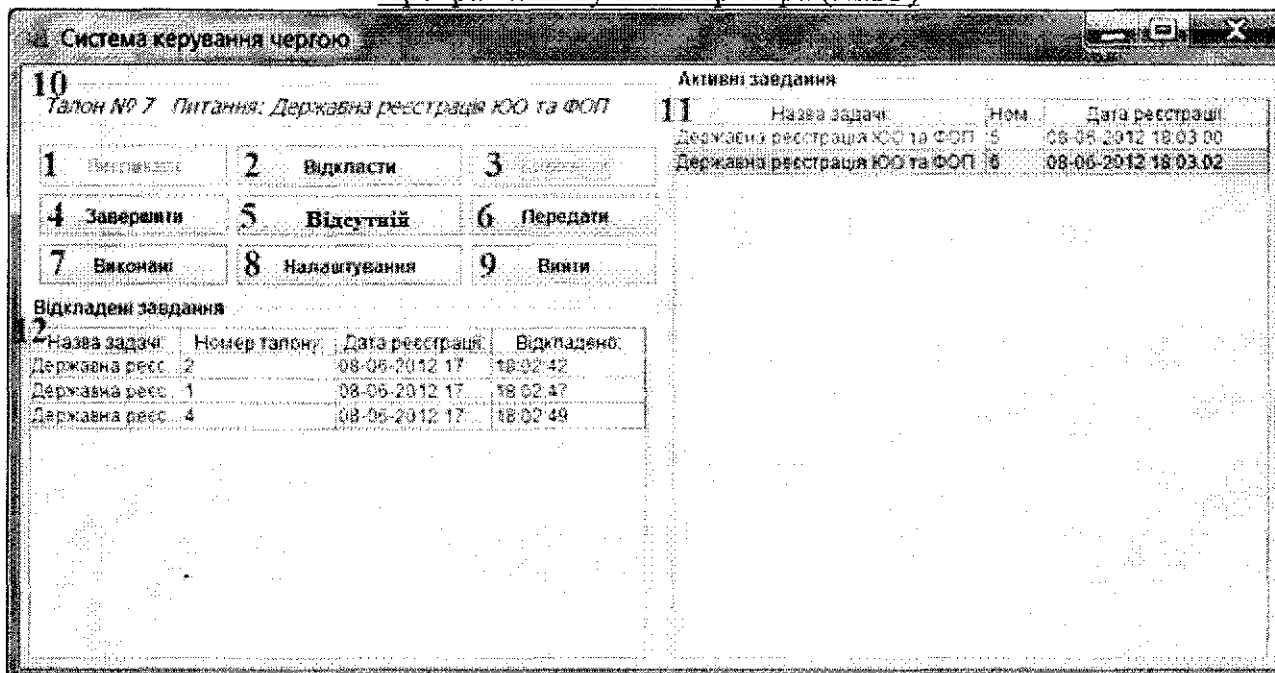 Система керування чергою
10
Талон № 7 Питання: Державна реєстрація ЮО та ФОП
1
2 Відкласти
3
4 Завершити
5 Відсутній
6 Передати
7 Виконані
8 Налаштування
9 Вийти
Відкладені завдання
12
Назва задачі: Номер талону: Дата реєстрації: Відкладено:
Державна реєс... 2 08-06-2012 17... 18:02:42
Державна реєс... 1 08-06-2012 17... 18:02:47
Державна реєс... 4 08-06-2012 17... 18:02:49
Активні завдання
11
Назва задачі: Ном... Дата реєстрації:
Державна реєстрація ЮО та ФОП 5 08-06-2012 18:03:00
Державна реєстрація ЮО та ФОП 6 08-06-2012 18:03:02